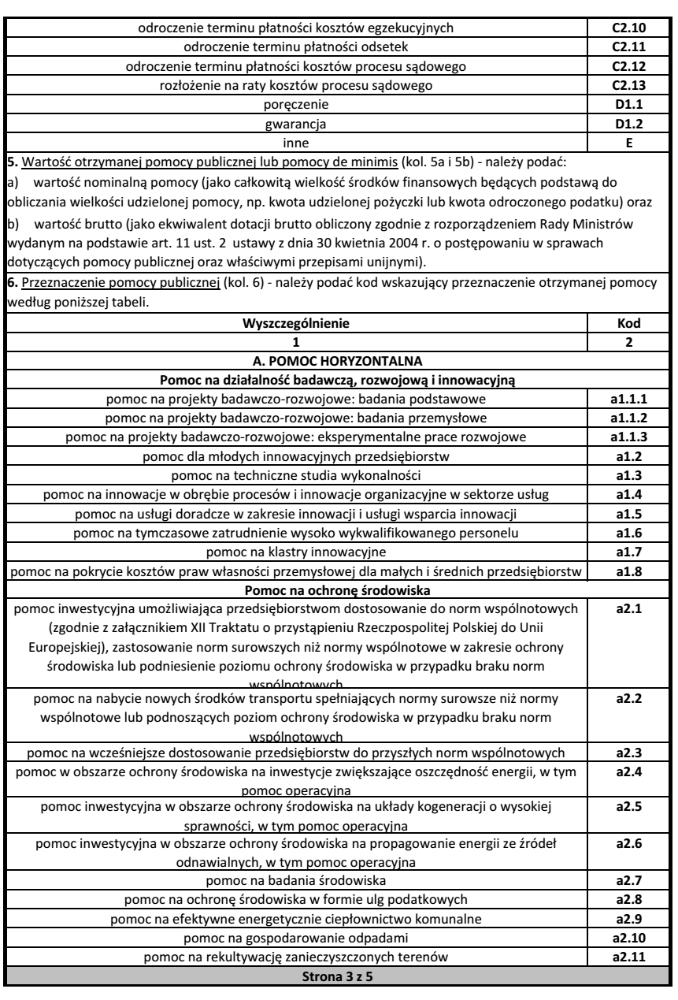 odroczenie terminu płatności kosztów egzekucyjnych C2.10
odroczenie terminu płatności odsetek C2.11
odroczenie terminu płatności kosztów procesu sądowego C2.12
rozłożenie na raty kosztów procesu sądowego C2.13
poręczenie D1.1
gwarancja D1.2
inne E
5. Wartość otrzymanej pomocy publicznej lub pomocy de minimis (kol. 5a i 5b) - należy podać:
a) wartość nominalną pomocy (jako całkowitą wielkość środków finansowych będących podstawą do
obliczania wielkości udzielonej pomocy, np. kwota udzielonej pożyczki lub kwota odroczonego podatku) oraz
b) wartość brutto (jako ekwiwalent dotacji brutto obliczony zgodnie z rozporządzeniem Rady Ministrów
wydanym na podstawie art. 11 ust. 2 ustawy z dnia 30 kwietnia 2004 r. o postępowaniu w sprawach
dotyczących pomocy publicznej oraz właściwymi przepisami unijnymi).
6. Przeznaczenie pomocy publicznej (kol. 6) - należy podać kod wskazujący przeznaczenie otrzymanej pomocy
według poniższej tabeli.
Wyszczególnienie Kod
1 2
A. POMOC HORYZONTALNA
Pomoc na działalność badawczą, rozwojową i innowacyjną
pomoc na projekty badawczo-rozwojowe: badania podstawowe a1.1.1
pomoc na projekty badawczo-rozwojowe: badania przemysłowe a1.1.2
pomoc na projekty badawczo-rozwojowe: eksperymentalne prace rozwojowe a1.1.3
pomoc dla młodych innowacyjnych przedsiębiorstw a1.2
pomoc na techniczne studia wykonalności a1.3
pomoc na innowacje w obrębie procesów i innowacje organizacyjne w sektorze usług a1.4
pomoc na usługi doradcze w zakresie innowacji i usługi wsparcia innowacji a1.5
pomoc na tymczasowe zatrudnienie wysoko wykwalifikowanego personelu a1.6
pomoc na klastry innowacyjne a1.7
pomoc na pokrycie kosztów praw własności przemysłowej dla małych i średnich przedsiębiorstw a1.8
Pomoc na ochronę środowiska
pomoc inwestycyjna umożliwiająca przedsiębiorstwom dostosowanie do norm wspólnotowych a2.1
(zgodnie z załącznikiem XII Traktatu o przystąpieniu Rzeczpospolitej Polskiej do Unii
Europejskiej), zastosowanie norm surowszych niż normy wspólnotowe w zakresie ochrony
środowiska lub podniesienie poziomu ochrony środowiska w przypadku braku norm
wspólnotowych
pomoc na nabycie nowych środków transportu spełniających normy surowsze niż normy a2.2
wspólnotowe lub podnoszących poziom ochrony środowiska w przypadku braku norm
wspólnotowych
pomoc na wcześniejsze dostosowanie przedsiębiorstw do przyszłych norm wspólnotowych a2.3
pomoc w obszarze ochrony środowiska na inwestycje zwiększające oszczędność energii, w tym a2.4
pomoc operacyjna
pomoc inwestycyjna w obszarze ochrony środowiska na układy kogeneracji o wysokiej a2.5
sprawności, w tym pomoc operacyjna
pomoc inwestycyjna w obszarze ochrony środowiska na propagowanie energii ze źródeł a2.6
odnawialnych, w tym pomoc operacyjna
pomoc na badania środowiska a2.7
pomoc na ochronę środowiska w formie ulg podatkowych a2.8
pomoc na efektywne energetycznie ciepłownictwo komunalne a2.9
pomoc na gospodarowanie odpadami a2.10
pomoc na rekultywację zanieczyszczonych terenów a2.11
Strona 3 z 5